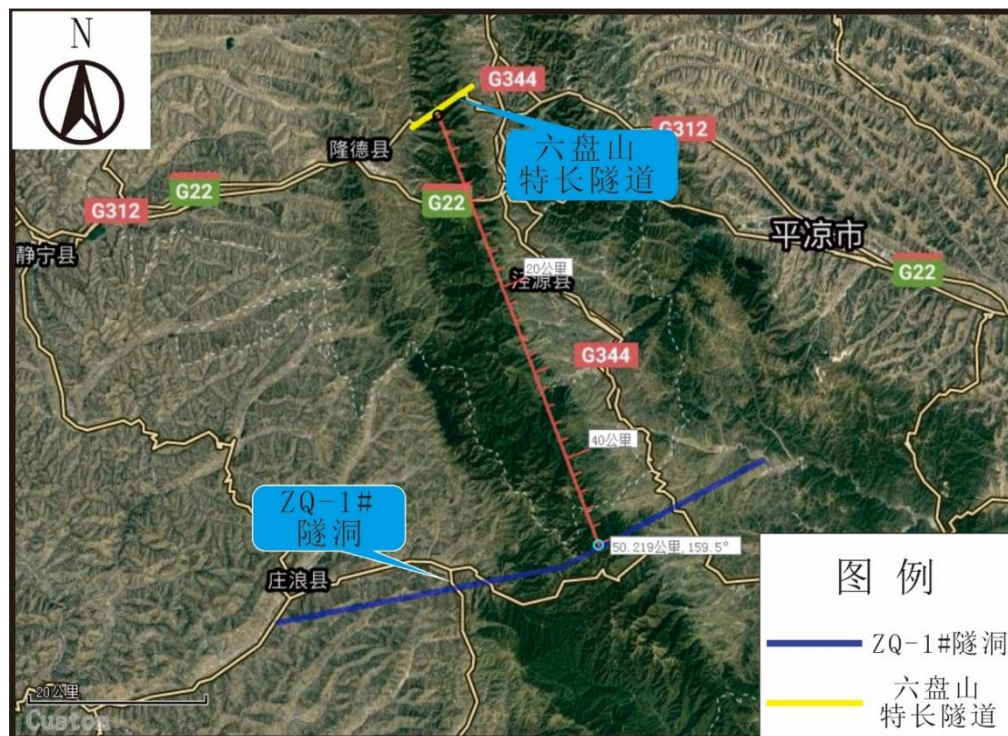 N
G344
六盘山
特长隧道
G312
隆德县
G22
G22
G312
静宁县
平凉市
G22
20公里
泾源县
G344
40公里
ZQ-1#
隧洞
50.219公里,159.5°
庄浪县
图 例
ZQ-1#隧洞
六盘山
特长隧道
20公里
Custom